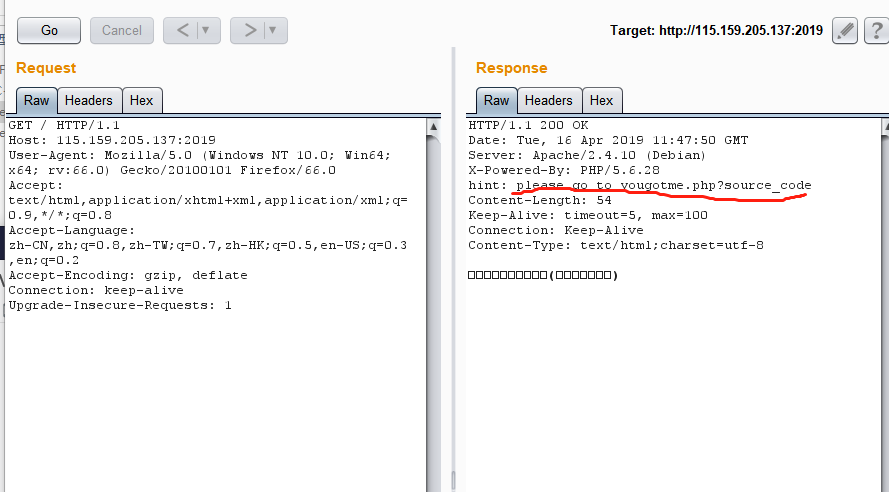 Go
Cancel
<
>
Target: http://115.159.205.137:2019
?
Request
Response
Raw
Headers
Hex
Raw
Headers
Hex
GET / HTTP/1.1
Host: 115.159.205.137:2019
User-Agent: Mozilla/5.0 (Windows NT 10.0; Win64;
x64; rv:66.0) Gecko/20100101 Firefox/66.0
Accept:
text/html,application/xhtml+xml,application/xml;q=
0.9,*/*;q=0.8
Accept-Language:
zh-CN,zh;q=0.8,zh-TW;q=0.7,zh-HK;q=0.5,en-US;q=0.3
,en;q=0.2
Accept-Encoding: gzip, deflate
Connection: keep-alive
Upgrade-Insecure-Requests: 1
HTTP/1.1 200 OK
Date: Tue, 16 Apr 2019 11:47:50 GMT
Server: Apache/2.4.10 (Debian)
X-Powered-By: PHP/5.6.28
hint: please go to yougotme.php?source_code
Content-Length: 54
Keep-Alive: timeout=5, max=100
Connection: Keep-Alive
Content-Type: text/html;charset=utf-8